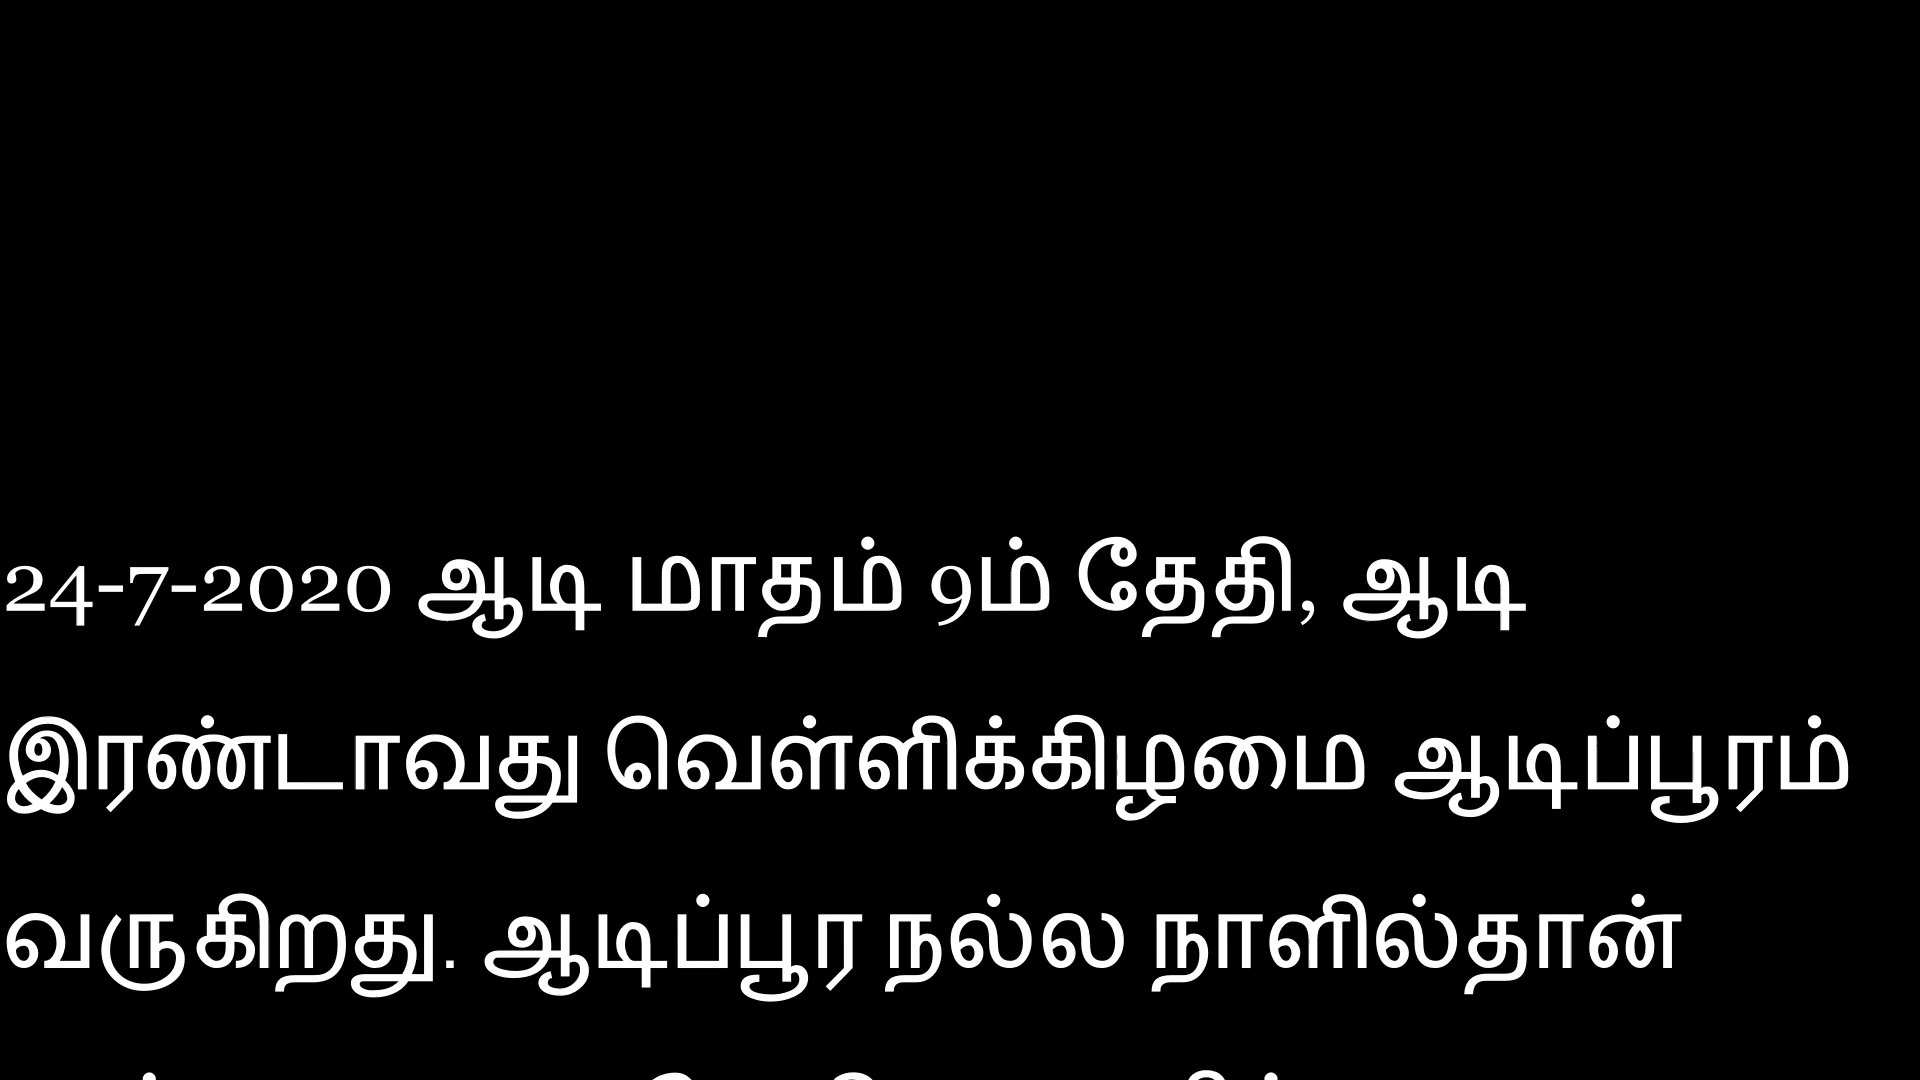 24-7-2020 ஆடி மாதம் 9ம் தேதி, ஆடி
இரண்டாவது வெள்ளிக்கிழமை ஆடிப்பூரம்
வருகிறது. ஆடிப்பூர நல்ல நாளில்தான்